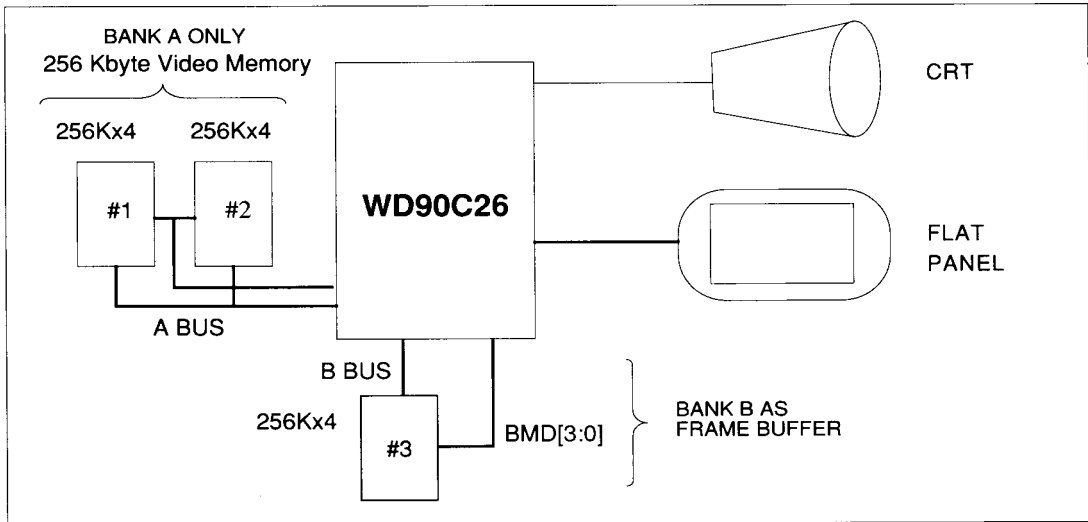 BANK A ONLY
256 Kbyte Video Memory
256Kx4
256Kx4
#1
#2
WD90C26
CRT
FLAT
PANEL
A BUS
B BUS
256Kx4
#3
BMD[3:0]
BANK B AS
FRAME BUFFER